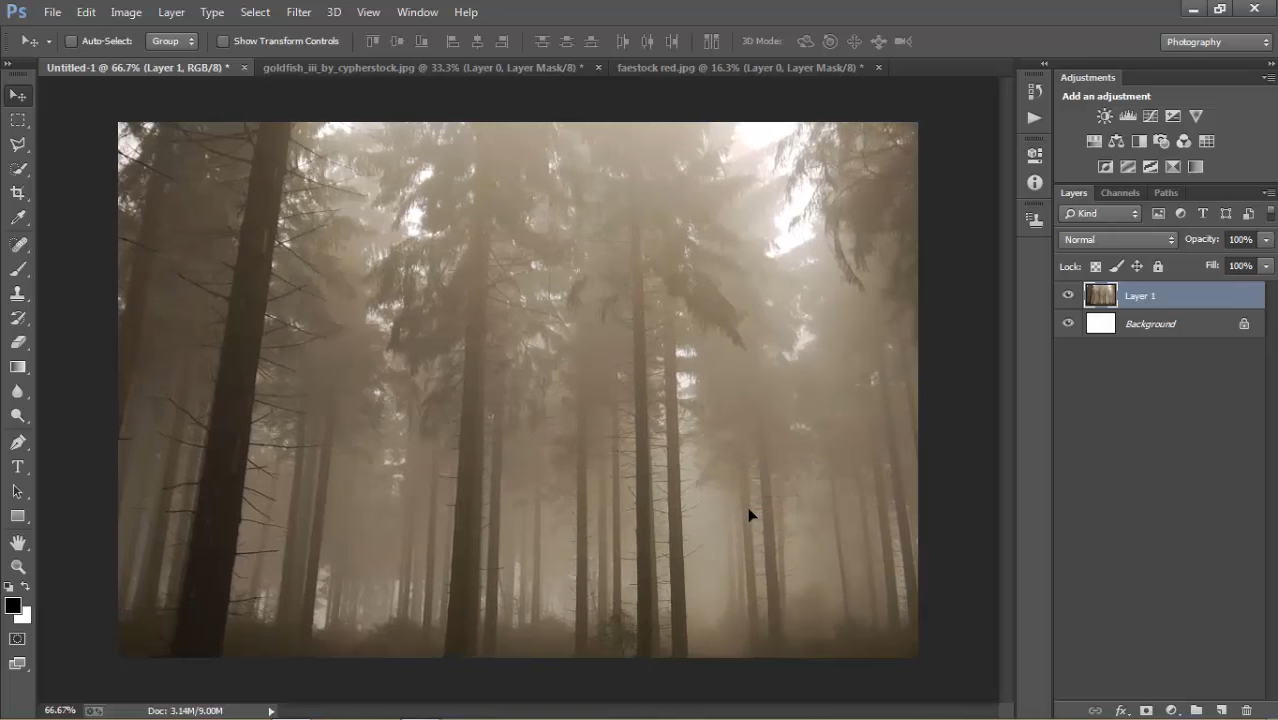 Ps File Edit Image Layer Type Select Filter 3D View Window Help
Auto-Select: Group Show Transform Controls 3D Mode: Photography
Untitled-1 @ 66.7% (Layer 1, RGB/8) * × goldfish_iii_by_cypherstock.jpg @ 33.3% (Layer 0, Layer Mask/8) * × faestock red.jpg @ 16.3% (Layer 0, Layer Mask/8) * ×
Adjustments
Add an adjustment
Layers Channels Paths
Kind
Normal Opacity: 100%
Lock: Fill: 100%
Layer 1
Background
66.67% Doc: 3.14M/9.00M